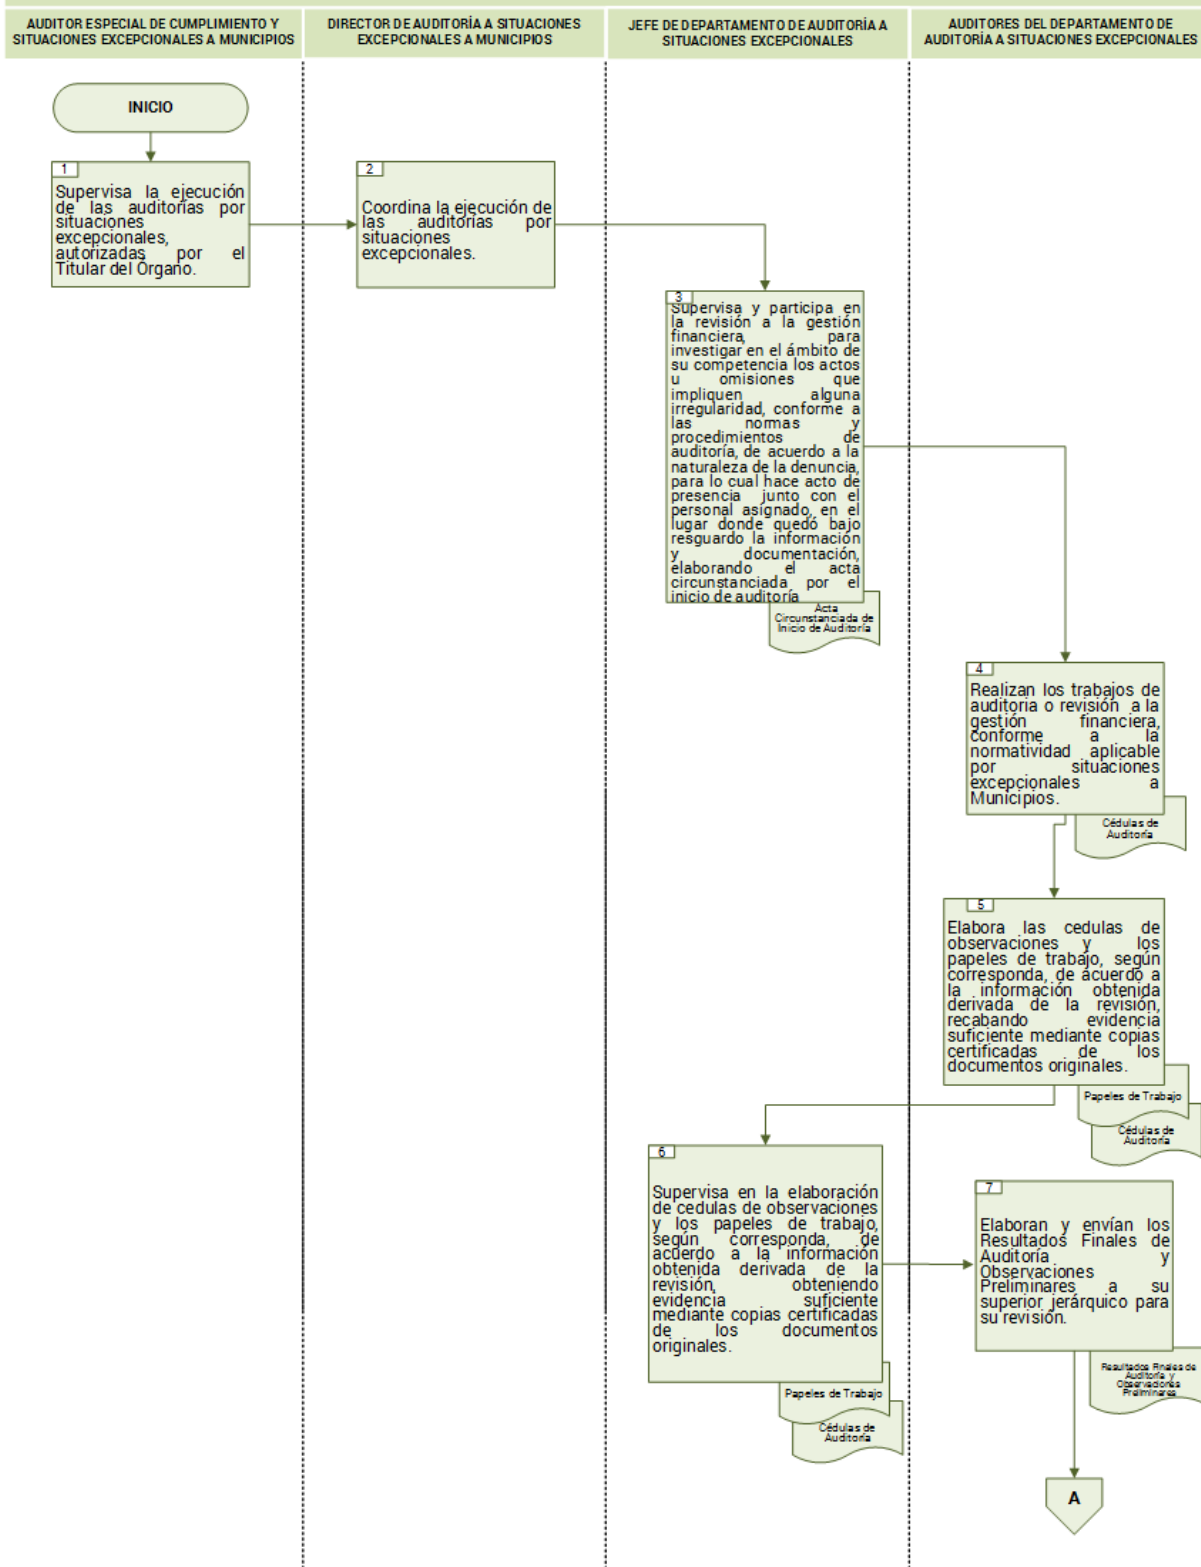 AUDITOR ESPECIAL DE CUMPLIMIENTO Y
SITUACIONES EXCEPCIONALES A MUNICIPIOS
DIRECTOR DE AUDITORÍA A SITUACIONES
EXCEPCIONALES A MUNICIPIOS
JEFE DE DEPARTAMENTO DE AUDITORÍA A
SITUACIONES EXCEPCIONALES
AUDITORES DEL DEPARTAMENTO DE
AUDITORÍA A SITUACIONES EXCEPCIONALES
INICIO
1
Supervisa la ejecución
de las auditorías por
situaciones
excepcionales,
autorizadas por el
Titular del Órgano.
2
Coordina la ejecución de
las auditorías por
situaciones
excepcionales.
3
Supervisa y participa en
la revisión a la gestión
financiera, para
investigar en el ámbito de
su competencia los actos
u omisiones que
impliquen alguna
irregularidad, conforme a
las normas y
procedimientos de
auditoría, de acuerdo a la
naturaleza de la denuncia,
para lo cual hace acto de
presencia junto con el
personal asignado, en el
lugar donde quedó bajo
resguardo la información
y documentación,
elaborando el acta
circunstanciada por el
inicio de auditoría
Acta
Circunstanciada de
Inicio de Auditoría
4
Realizan los trabajos de
auditoria o revisión a la
gestión financiera,
conforme a la
normatividad aplicable
por situaciones
excepcionales a
Municipios.
Cédulas de
Auditoría
5
Elabora las cedulas de
observaciones y los
papeles de trabajo, según
corresponda, de acuerdo a
la información obtenida
derivada de la revisión,
recabando evidencia
suficiente mediante copias
certificadas de los
documentos originales.
Papeles de Trabajo
Cédulas de
Auditoría
6
Supervisa en la elaboración
de cedulas de observaciones
y los papeles de trabajo,
según corresponda, de
acuerdo a la información
obtenida derivada de la
revisión, obteniendo
evidencia suficiente
mediante copias certificadas
de los documentos
originales.
Papeles de Trabajo
Cédulas de
Auditoría
7
Elaboran y envían los
Resultados Finales de
Auditoría y
Observaciones
Preliminares a su
superior jerárquico para
su revisión.
Resultados Finales de
Auditoría y
Observaciones
Preliminares
A